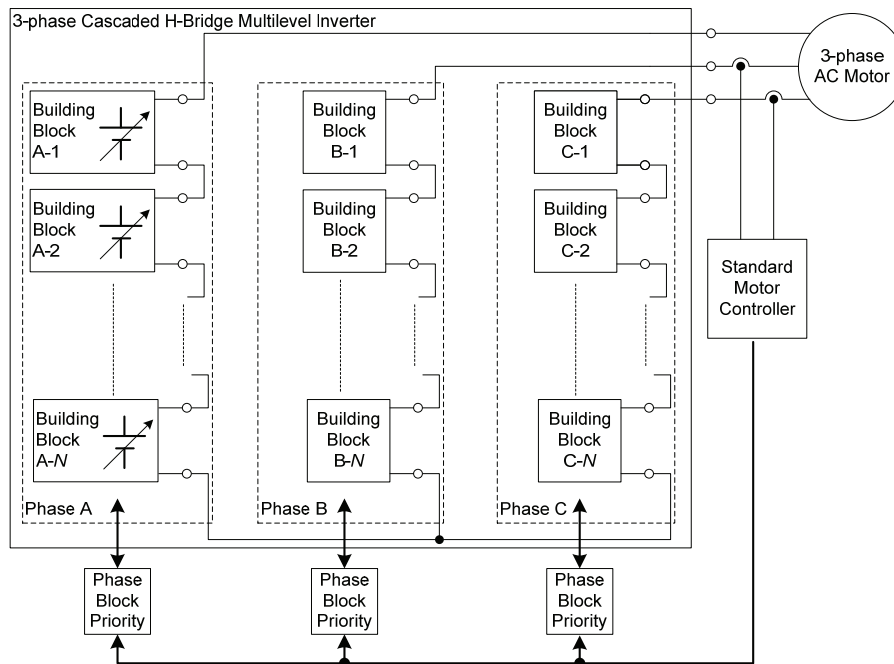 3-phase Cascaded H-Bridge Multilevel Inverter
3-phase
AC Motor
Building
Block
A-1
Building
Block
B-1
Building
Block
C-1
Building
Block
A-2
Building
Block
B-2
Building
Block
C-2
Standard
Motor
Controller
Building
Block
A-N
Building
Block
B-N
Building
Block
C-N
Phase A
Phase B
Phase C
Phase
Block
Priority
Phase
Block
Priority
Phase
Block
Priority